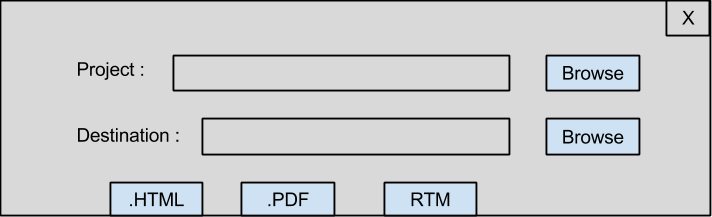 X
Project : Browse
Destination : Browse
.HTML .PDF RTM